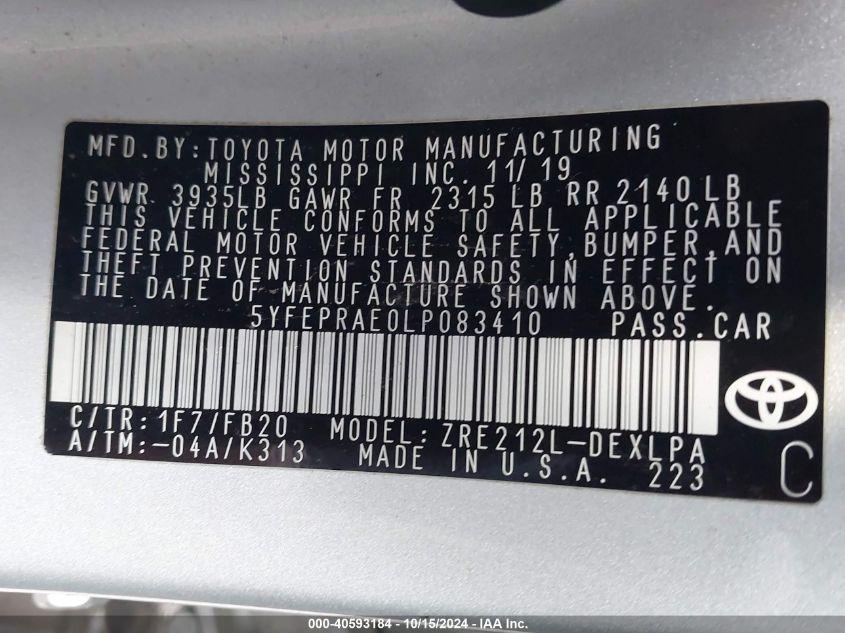 MFD.BY:TOYOTA MOTOR MANUFACTURING
MISSISSIPPI INC. 11/19
GVWR 3935LB GAWR FR 2315 LB RR 2140 LB
THIS VEHICLE CONFORMS TO ALL APPLICABLE
FEDERAL MOTOR VEHICLE SAFETY,BUMPER,AND
THEFT PREVENTION STANDARDS IN EFFECT ON
THE DATE OF MANUFACTURE SHOWN ABOVE.
5YFEPRAE0LP083410 PASS.CAR
C/TR:1F7/FB20 MODEL:ZRE212L-DEXLPA
A/TM:-04A/K313 MADE IN U.S.A. 223
C
000-40593184 - 10/15/2024 - IAA Inc.